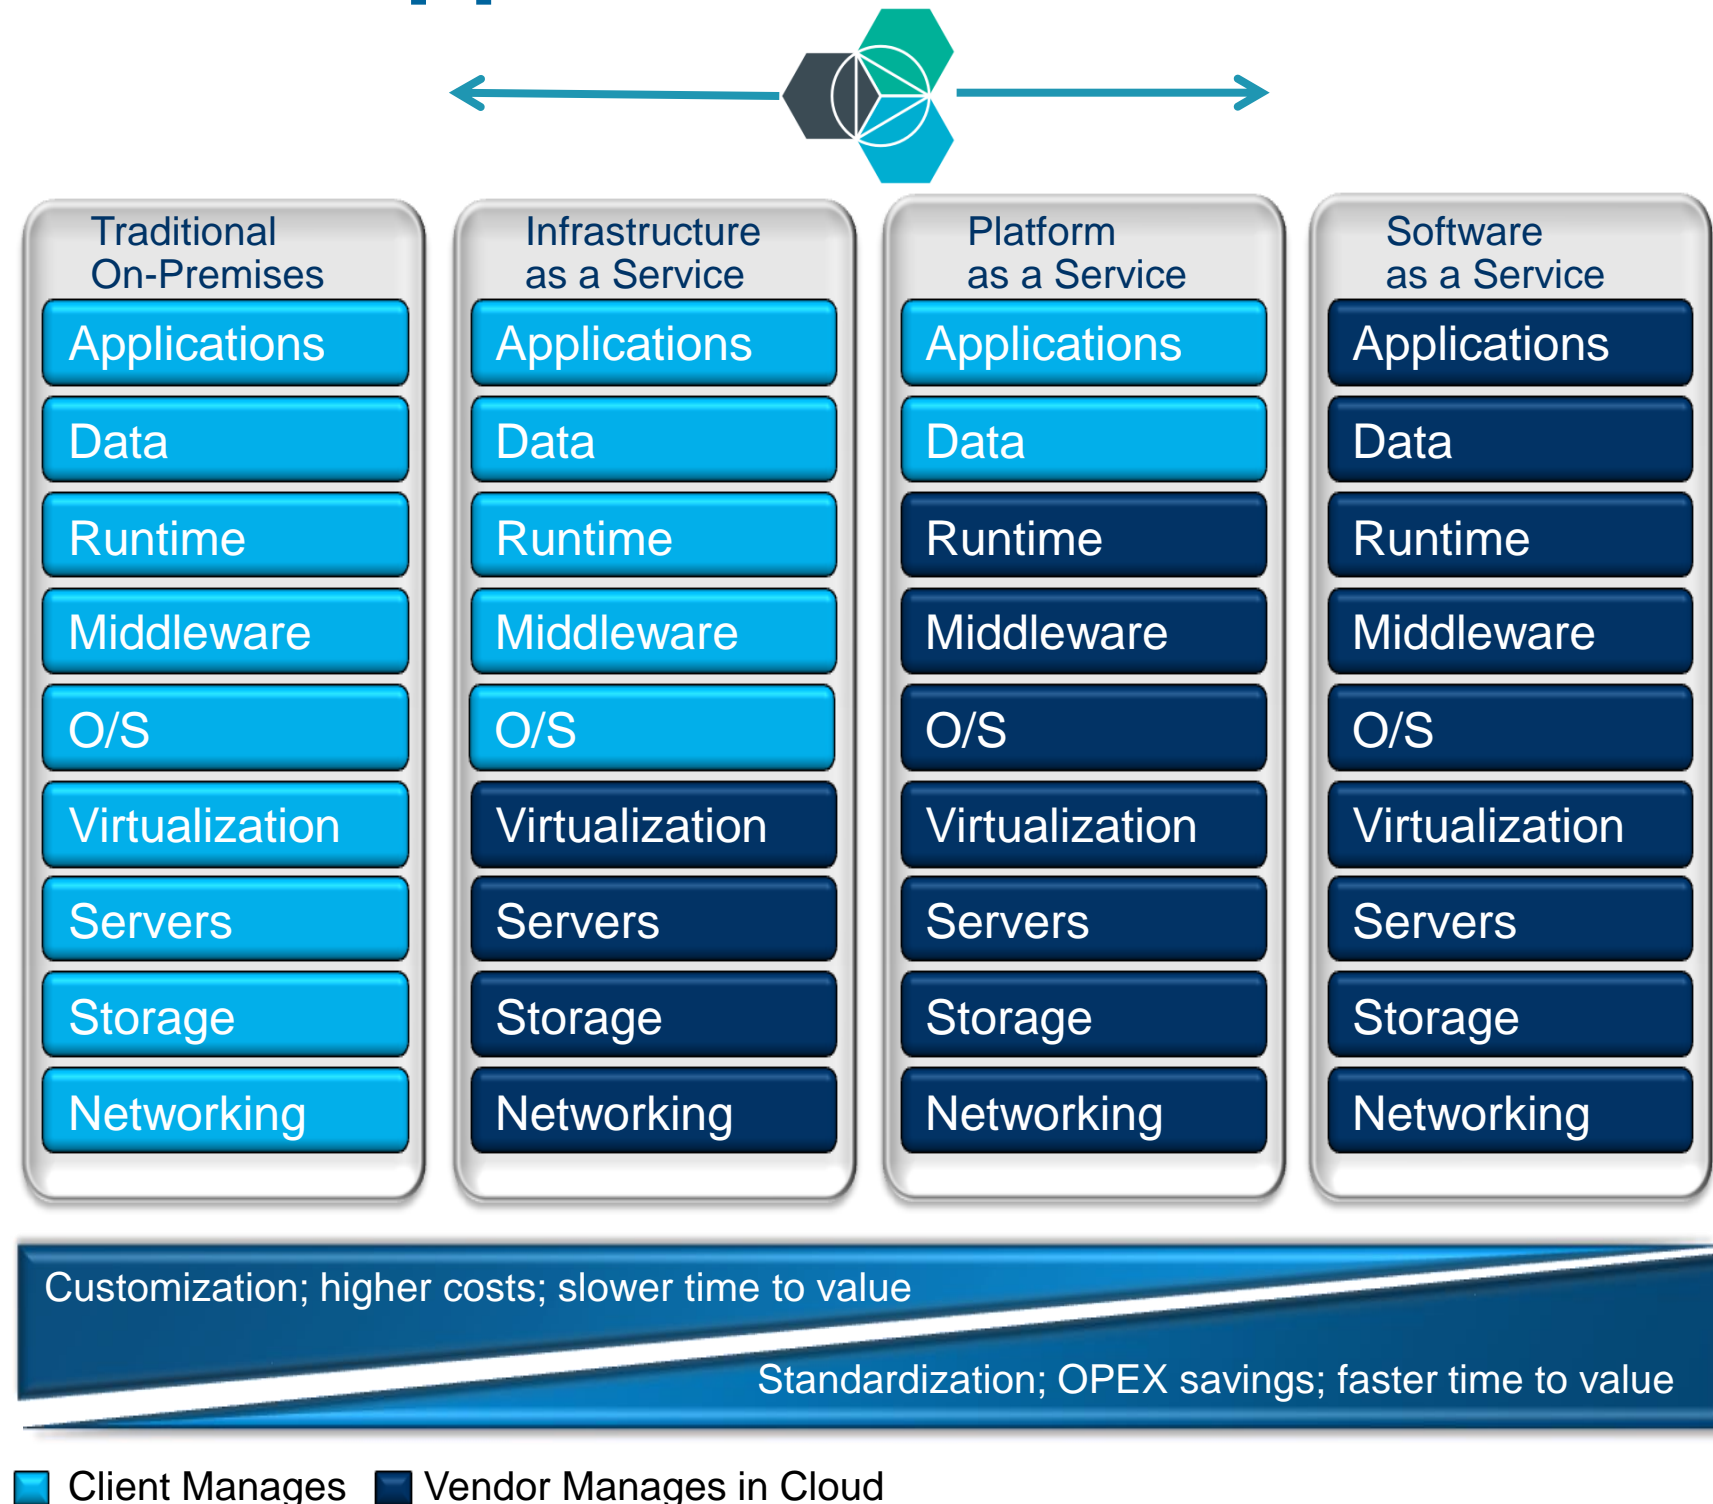 Traditional
On-Premises
Applications
Data
Runtime
Middleware
O/S
Virtualization
Servers
Storage
Networking
Infrastructure
as a Service
Applications
Data
Runtime
Middleware
O/S
Virtualization
Servers
Storage
Networking
Platform
as a Service
Applications
Data
Runtime
Middleware
O/S
Virtualization
Servers
Storage
Networking
Software
as a Service
Applications
Data
Runtime
Middleware
O/S
Virtualization
Servers
Storage
Networking
Customization; higher costs; slower time to value
Standardization; OPEX savings; faster time to value
Client Manages
Vendor Manages in Cloud